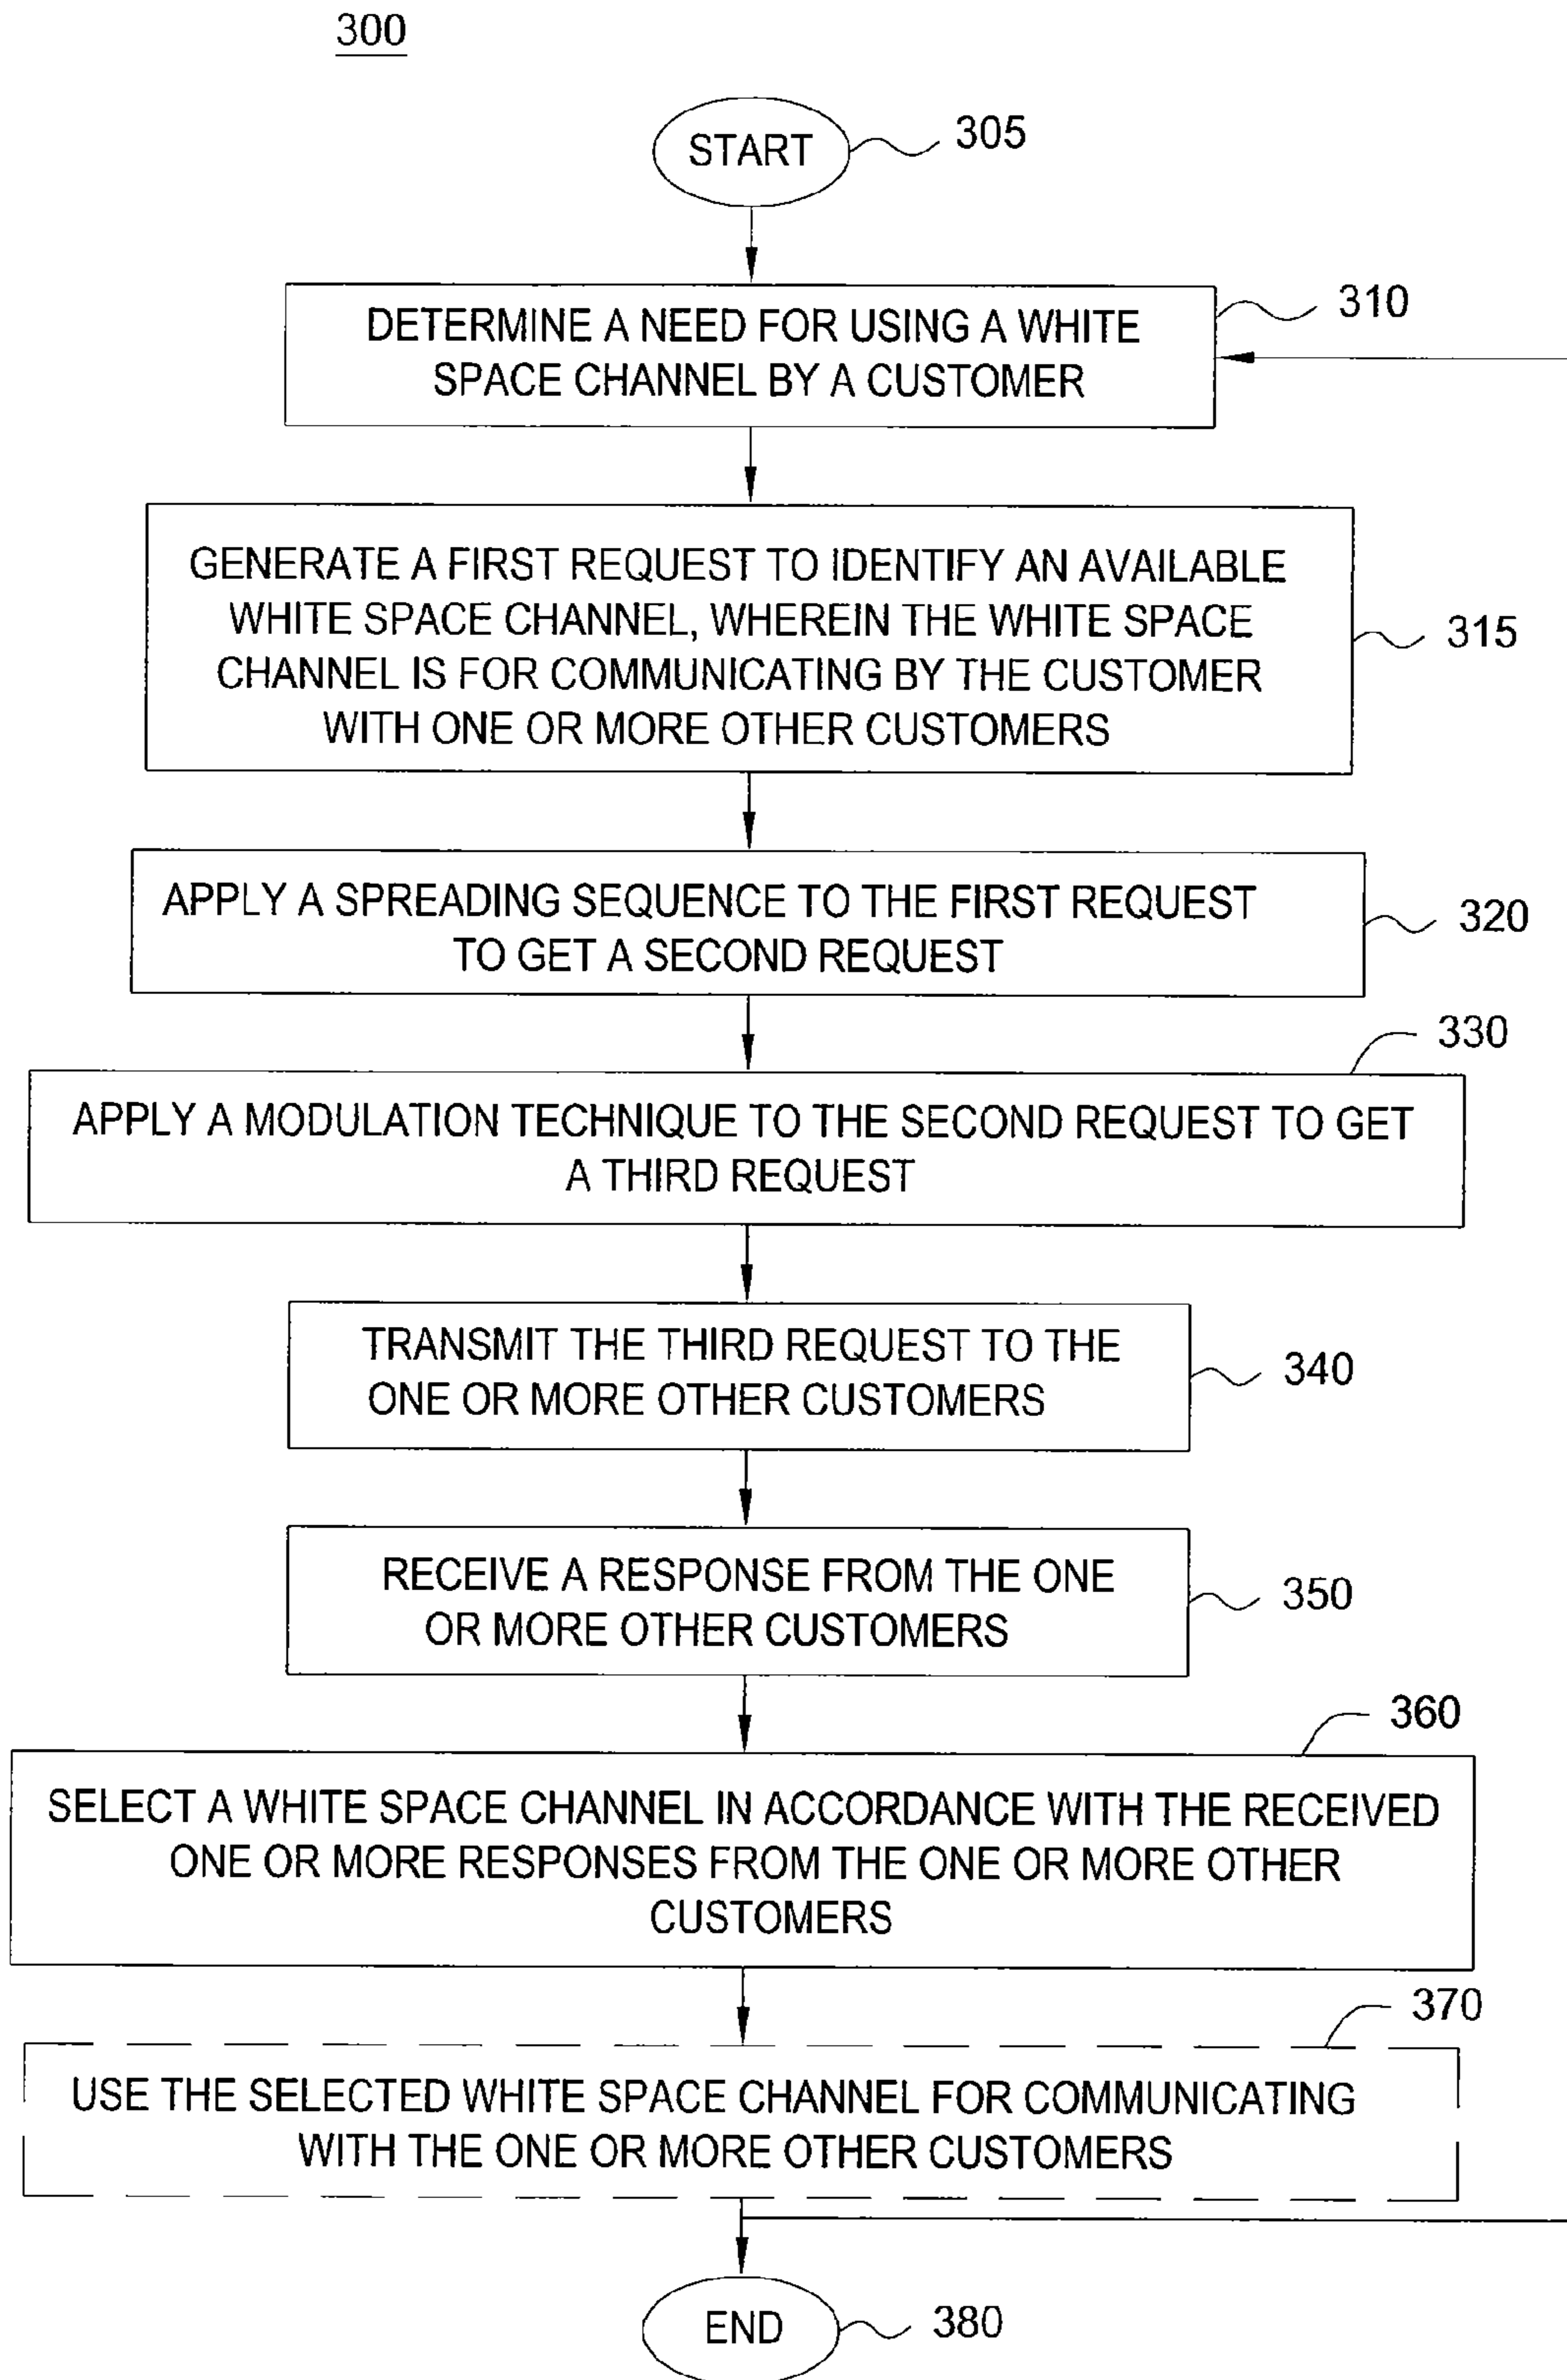 300
START
305
DETERMINE A NEED FOR USING A WHITE
SPACE CHANNEL BY A CUSTOMER
310
GENERATE A FIRST REQUEST TO IDENTIFY AN AVAILABLE
WHITE SPACE CHANNEL, WHEREIN THE WHITE SPACE
CHANNEL IS FOR COMMUNICATING BY THE CUSTOMER
WITH ONE OR MORE OTHER CUSTOMERS
315
APPLY A SPREADING SEQUENCE TO THE FIRST REQUEST
TO GET A SECOND REQUEST
320
330
APPLY A MODULATION TECHNIQUE TO THE SECOND REQUEST TO GET
A THIRD REQUEST
TRANSMIT THE THIRD REQUEST TO THE
ONE OR MORE OTHER CUSTOMERS
340
RECEIVE A RESPONSE FROM THE ONE
OR MORE OTHER CUSTOMERS
350
360
SELECT A WHITE SPACE CHANNEL IN ACCORDANCE WITH THE RECEIVED
ONE OR MORE RESPONSES FROM THE ONE OR MORE OTHER
CUSTOMERS
370
USE THE SELECTED WHITE SPACE CHANNEL FOR COMMUNICATING
WITH THE ONE OR MORE OTHER CUSTOMERS
END
380